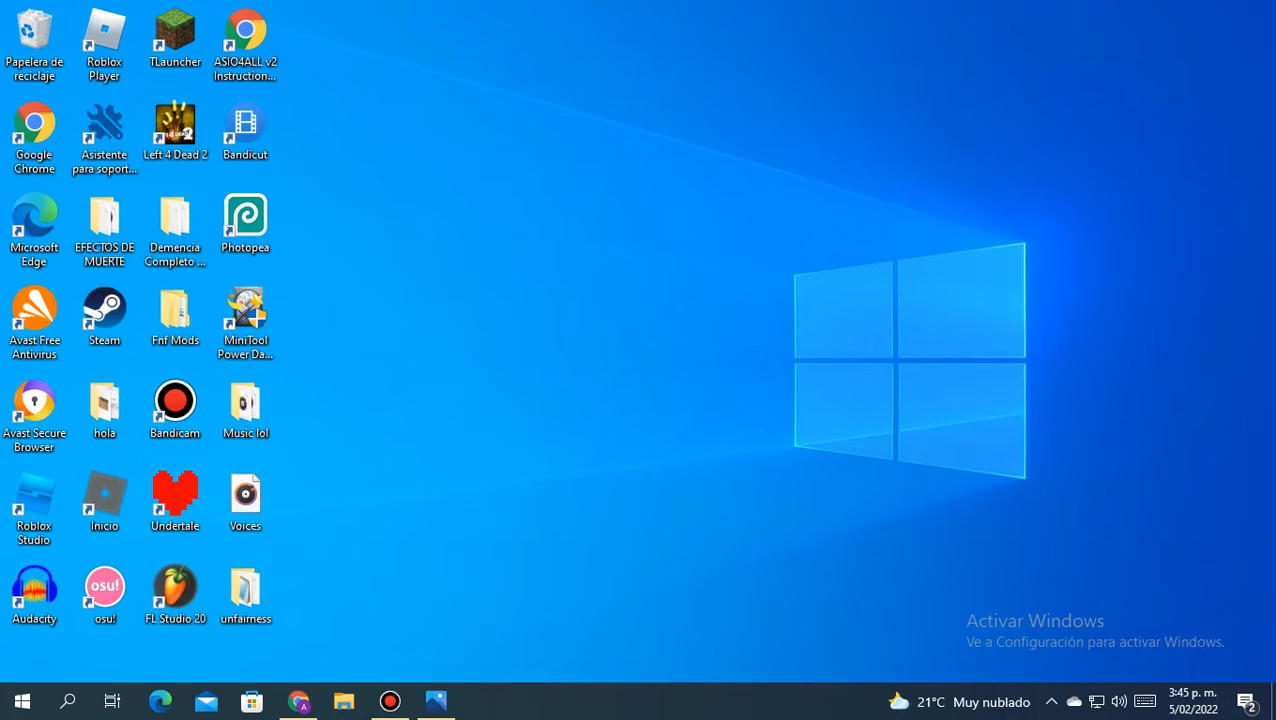 Papelera de
reciclaje
Roblox
Player
TLauncher
ASIO4ALL v2
Instruction...
Google
Chrome
Asistente
para soport...
Left 4 Dead 2
Bandicut
Microsoft
Edge
EFECTOS DE
MUERTE
Demencia
Completo ...
Photopea
Avast Free
Antivirus
Steam
Fnf Mods
MiniTool
Power Da...
Avast Secure
Browser
hola
Bandicam
Music lol
Roblox
Studio
Inicio
Undertale
Voices
Audacity
osu!
osu!
FL Studio 20
unfairness
Activar Windows
Ve a Configuración para activar Windows.
A
21°C Muy nublado
3:45 p. m.
5/02/2022
2